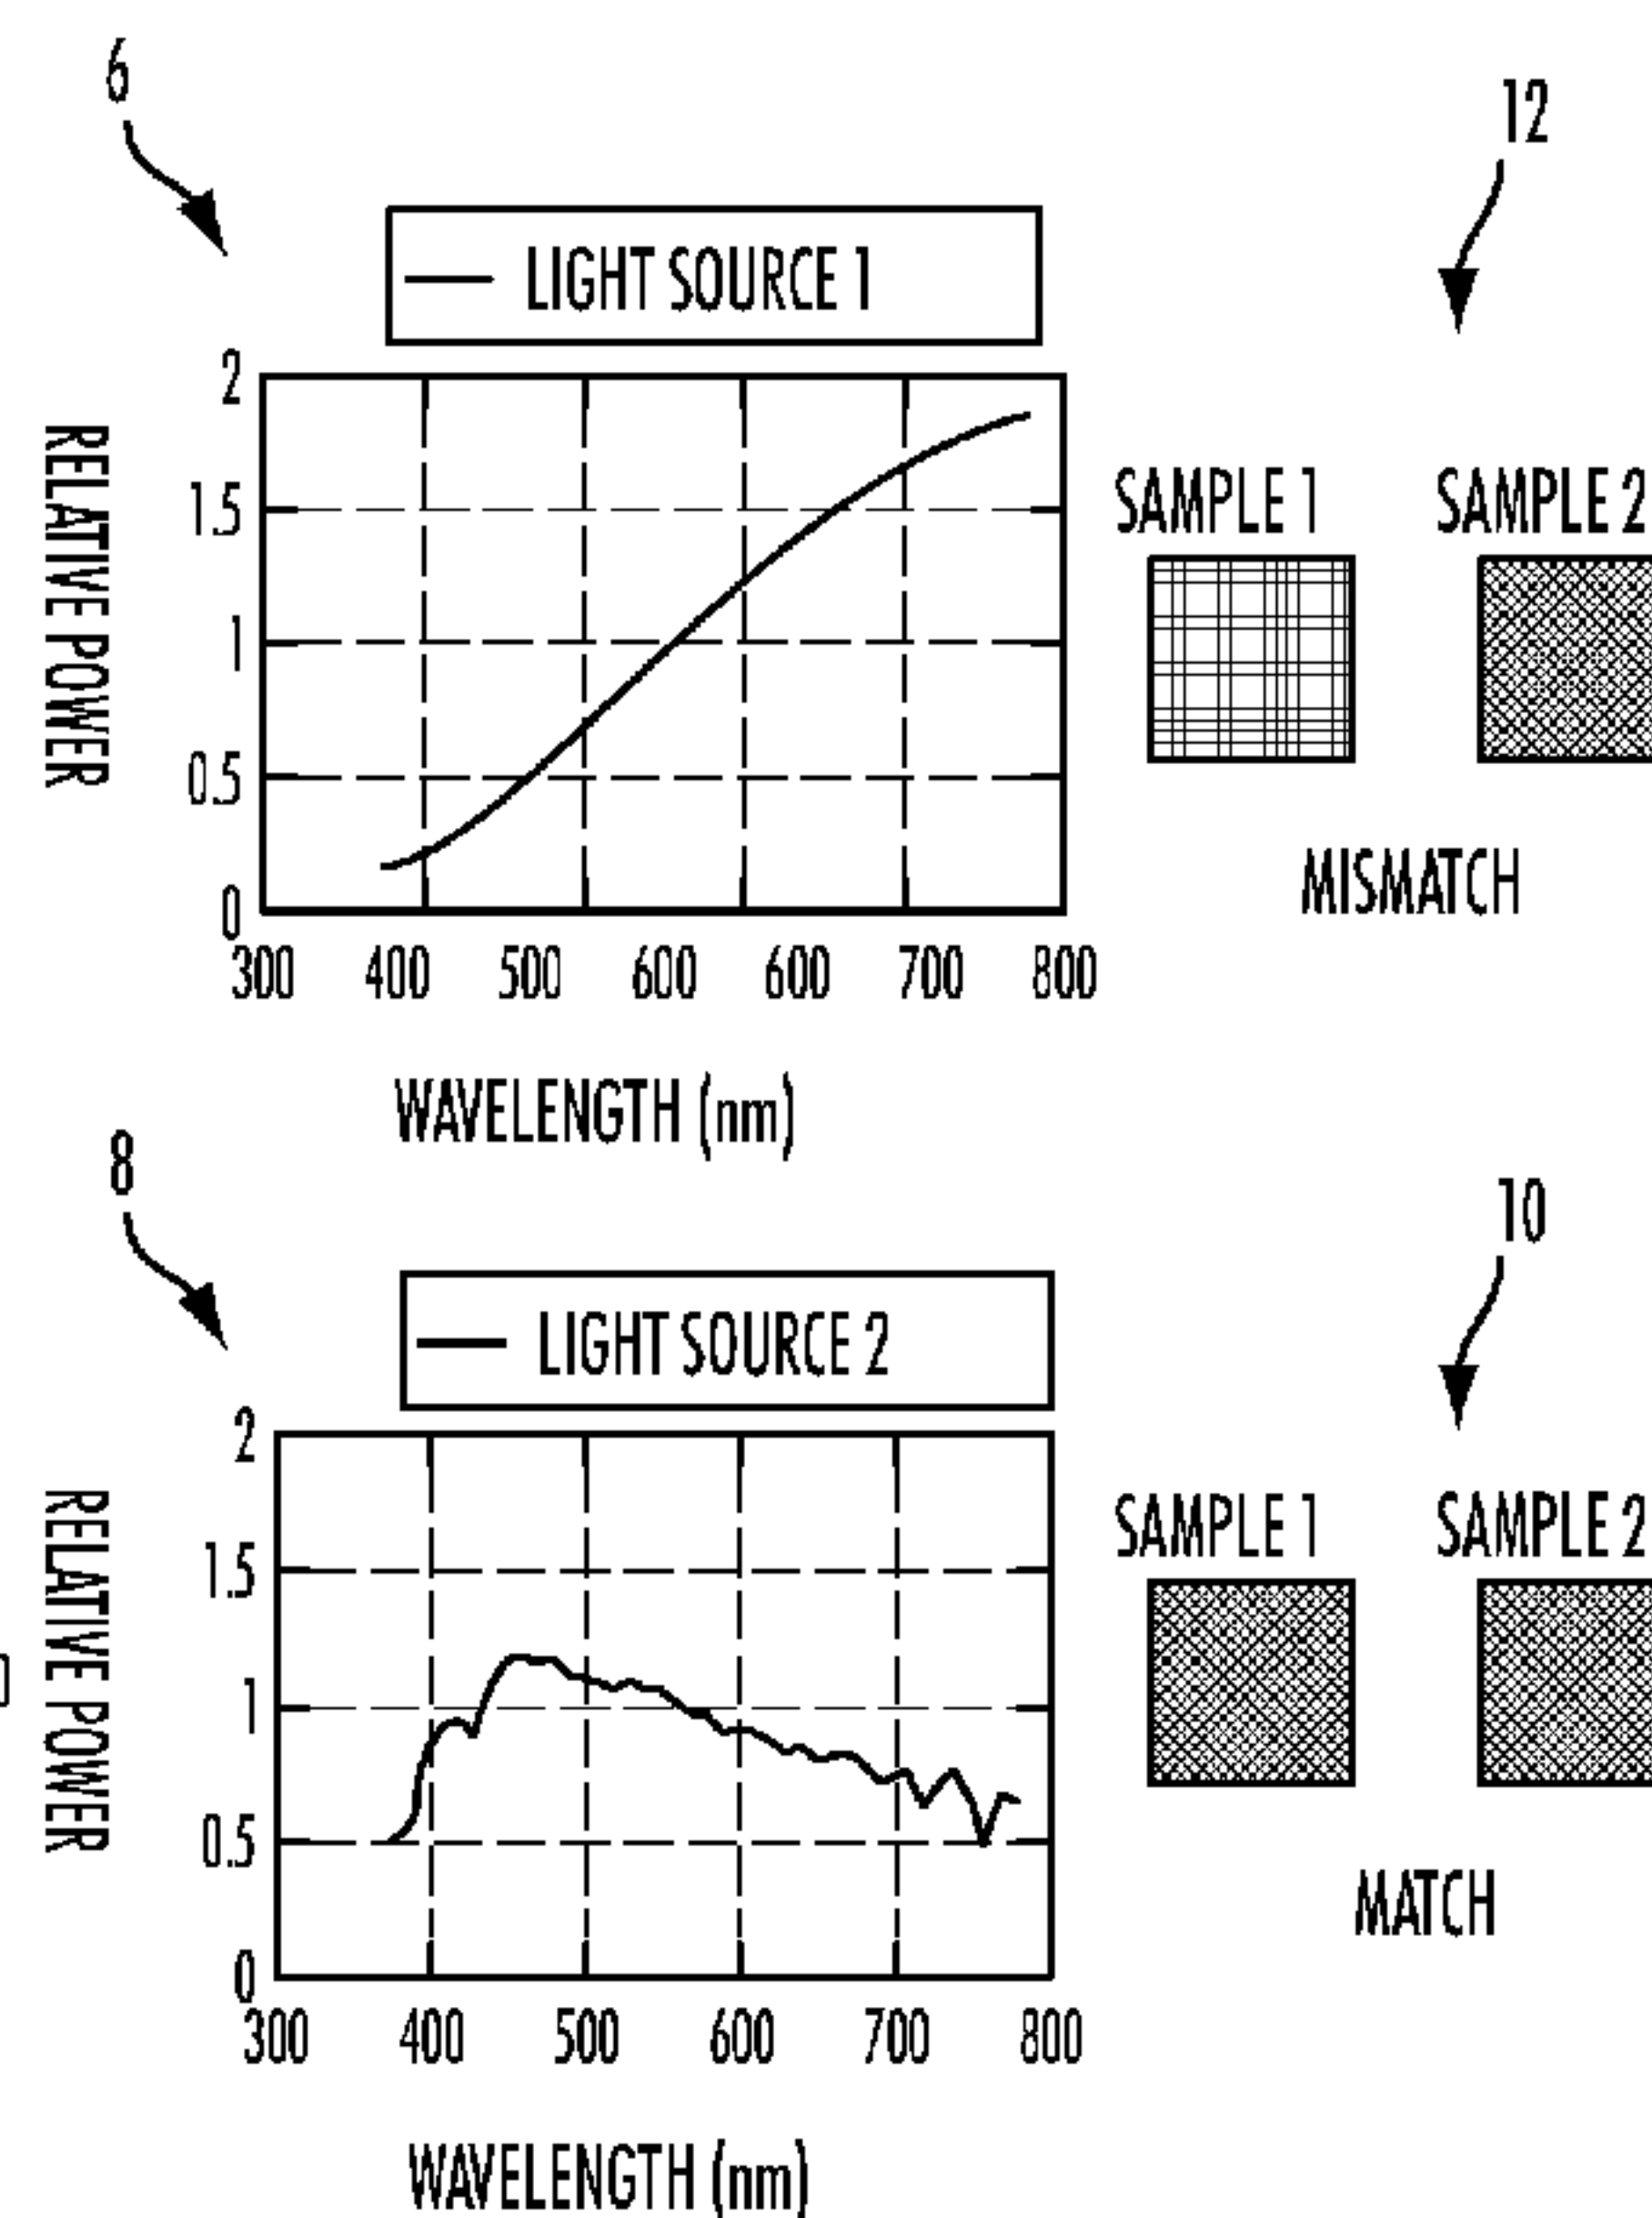 6
12
LIGHT SOURCE 1
RELATIVE POWER
2
1.5
1
0.5
0
300 400 500 600 600 700 800
WAVELENGTH (nm)
SAMPLE 1 SAMPLE 2
MISMATCH
8
10
LIGHT SOURCE 2
RELATIVE POWER
2
1.5
1
0.5
0
300 400 500 600 700 800
WAVELENGTH (nm)
SAMPLE 1 SAMPLE 2
MATCH